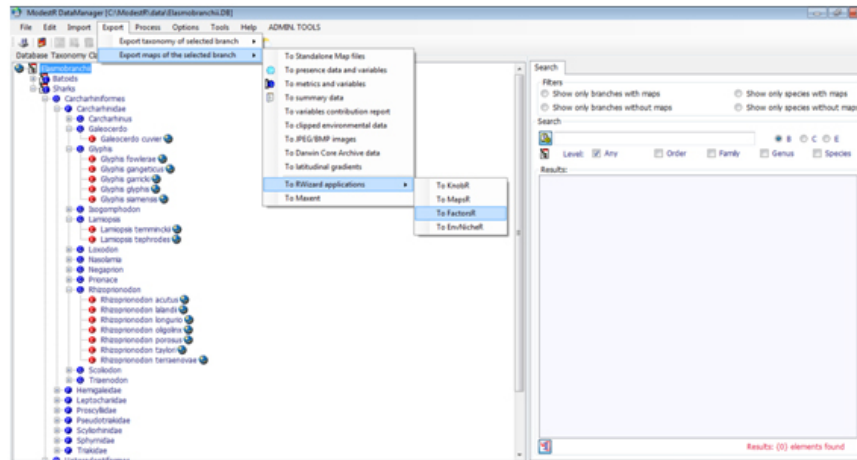 ModestR DataManager [C:\ModestR\data\Elasmobranchii.DB]
File Edit Import Export Process Options Tools Help ADMIN. TOOLS
Export taxonomy of selected branch
Export maps of the selected branch
Database Taxonomy Cla
To Standalone Map files
To presence data and variables
To metrics and variables
To summary data
To variables contribution report
To clipped environmental data
To JPEG/BMP images
To Darwin Core Archive data
To latitudinal gradients
To RWizard applications
To Maxent
To KnobR
To MapsR
To FactorsR
To EnvNicheR
Elasmobranchii
Batoids
Sharks
Carcharhiniformes
Carcharhinidae
Carcharhinus
Galeocerdo
Galeocerdo cuvier
Glyphis
Glyphis fowlerae
Glyphis gangeticus
Glyphis garricki
Glyphis glyphis
Glyphis siamensis
Isogomphodon
Lamiopsis
Lamiopsis temminckii
Lamiopsis tephrodes
Loxodon
Nasolamia
Negaprion
Prionace
Rhizoprionodon
Rhizoprionodon acutus
Rhizoprionodon lalandii
Rhizoprionodon longurio
Rhizoprionodon oligolinx
Rhizoprionodon porosus
Rhizoprionodon taylori
Rhizoprionodon terraenovae
Scoliodon
Triaenodon
Hemigaleidae
Leptochariidae
Proscylliidae
Pseudotriakidae
Scyliorhinidae
Sphyrnidae
Triakidae
Search
Filters
Show only branches with maps
Show only species with maps
Show only branches without maps
Show only species without maps
Search
B C E
Level: Any Order Family Genus Species
Results:
Results: (0) elements found